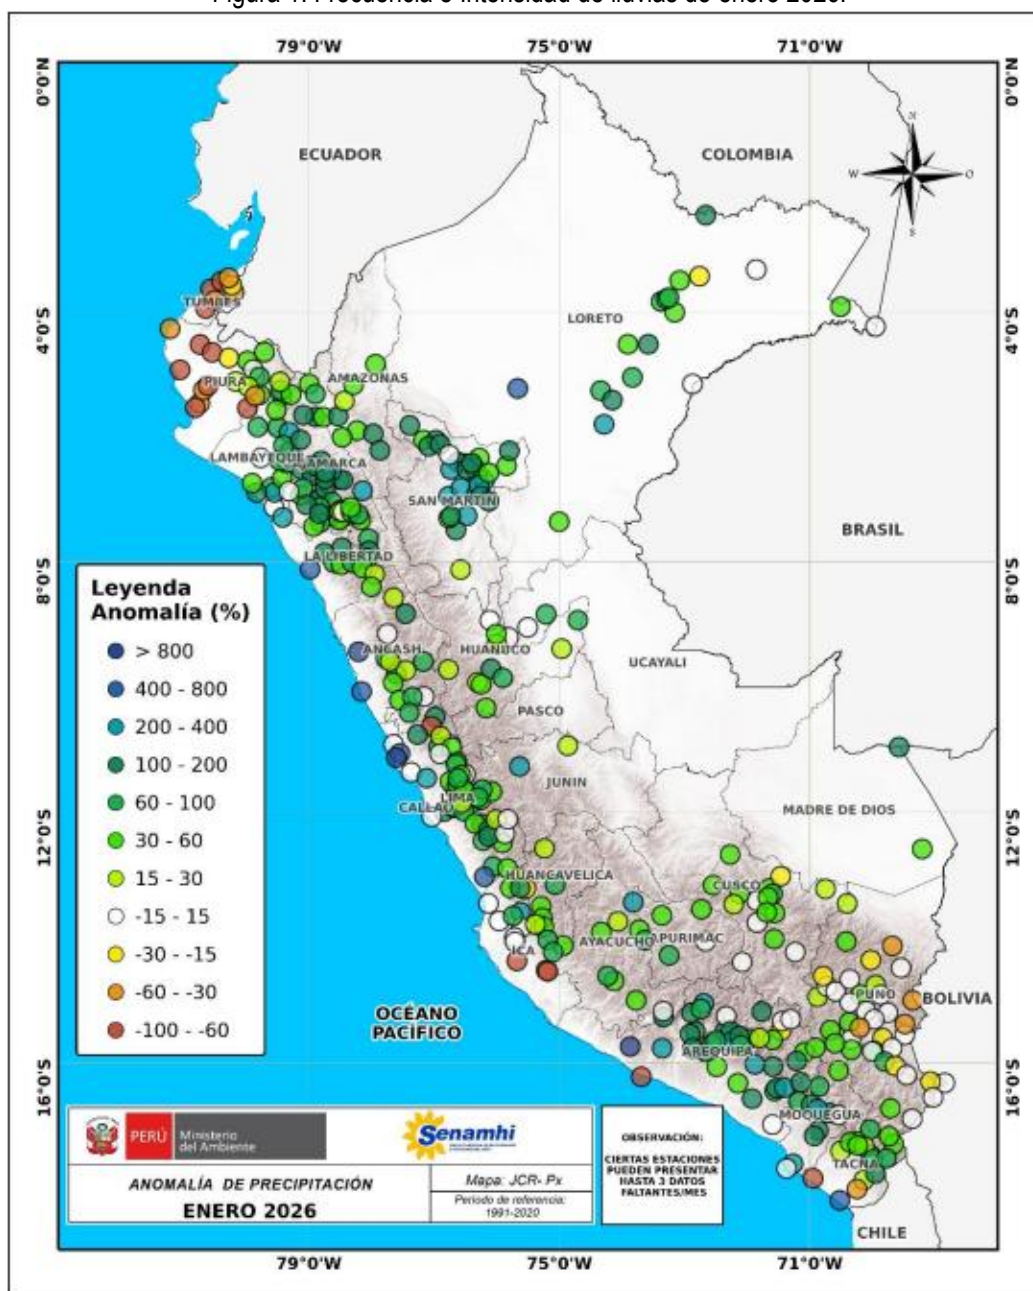 Figura 1. Frecuencia e intensidad de lluvias de enero 2026.
79°0'W 75°0'W 71°0'W
0°0'N 0°0'N
ECUADOR
COLOMBIA
N
W O
S
TUMBES
4°0'S 4°0'S
LORETO
PIURA
AMAZONAS
LAMBAYEQUE
CAJAMARCA
SAN MARTIN
BRASIL
LA LIBERTAD
8°0'S 8°0'S
Leyenda
Anomalía (%)
> 800
400 - 800
200 - 400
100 - 200
60 - 100
30 - 60
15 - 30
-15 - 15
-30 - -15
-60 - -30
-100 - -60
ANCASH
HUANUCO
UCAYALI
PASCO
JUNIN
LIMA
CALLAO
MADRE DE DIOS
12°0'S 12°0'S
HUANCAVELICA
CUSCO
ICA
AYACUCHO
APURIMAC
PUNO
BOLIVIA
OCÉANO
PACÍFICO
AREQUIPA
16°0'S 16°0'S
MOQUEGUA
TACNA
CHILE
PERÚ
Ministerio
del Ambiente
Senamhi
ANOMALÍA DE PRECIPITACIÓN
ENERO 2026
Mapa: JCR- Px
Periodo de referencia:
1991-2020
OBSERVACIÓN:
CIERTAS ESTACIONES
PUEDEN PRESENTAR
HASTA 3 DATOS
FALTANTES/MES
79°0'W 75°0'W 71°0'W